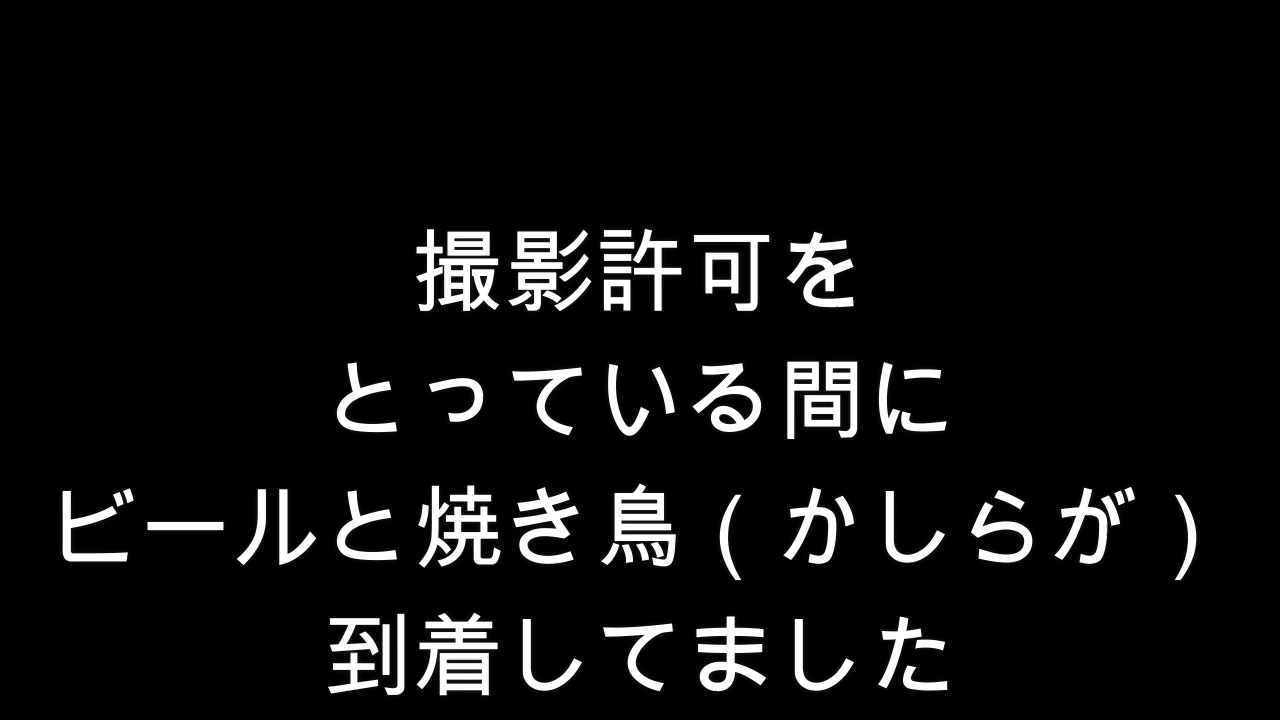 撮影許可を
とっている間に
ビールと焼き鳥(かしらが)
到着してました